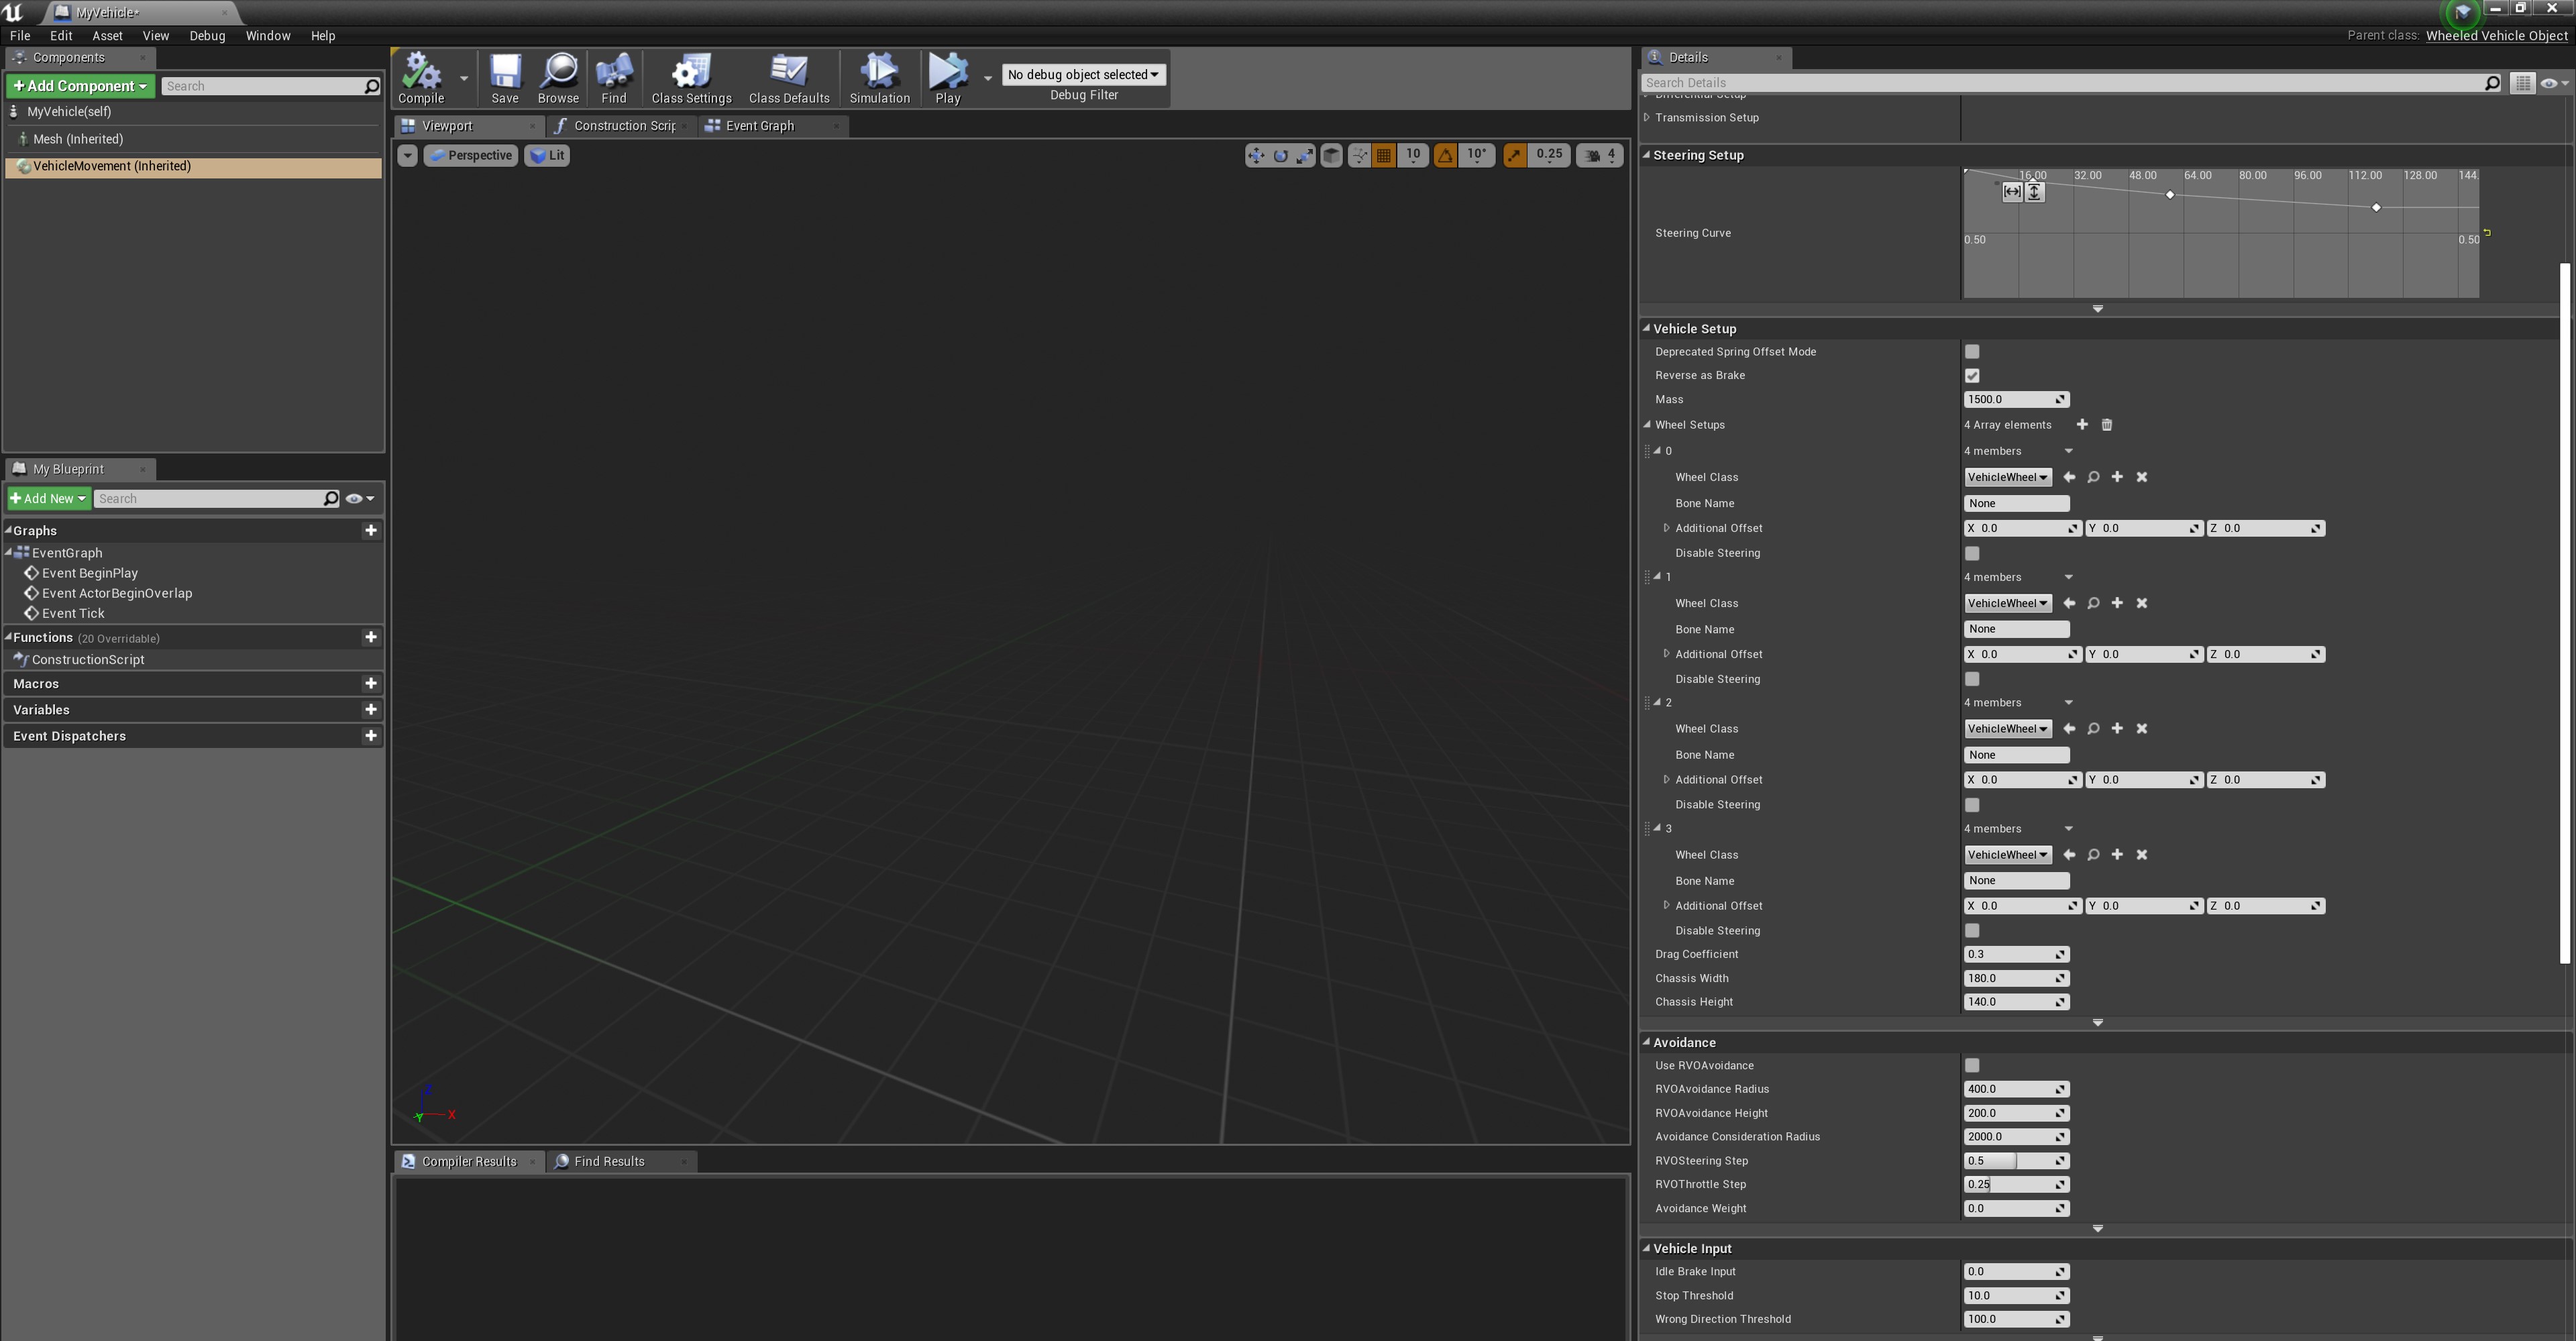 MyVehicle*
File Edit Asset View Debug Window Help
Parent class: Wheeled Vehicle Object
Components
+Add Component
Search
MyVehicle(self)
Mesh (Inherited)
VehicleMovement (Inherited)
My Blueprint
+Add New
Search
Graphs
EventGraph
Event BeginPlay
Event ActorBeginOverlap
Event Tick
Functions (20 Overridable)
ConstructionScript
Macros
Variables
Event Dispatchers
Compile Save Browse Find Class Settings Class Defaults Simulation Play
No debug object selected
Debug Filter
Viewport Construction Scrip Event Graph
Perspective Lit 10 10° 0.25 4
Z
Y X
Compiler Results Find Results
Details
Search Details
Differential Setup
Transmission Setup
Steering Setup
16.00 32.00 48.00 64.00 80.00 96.00 112.00 128.00 144.
Steering Curve
0.50 0.50
Vehicle Setup
Deprecated Spring Offset Mode
Reverse as Brake
Mass 1500.0
Wheel Setups 4 Array elements
0 4 members
Wheel Class VehicleWheel
Bone Name None
Additional Offset X 0.0 Y 0.0 Z 0.0
Disable Steering
1 4 members
Wheel Class VehicleWheel
Bone Name None
Additional Offset X 0.0 Y 0.0 Z 0.0
Disable Steering
2 4 members
Wheel Class VehicleWheel
Bone Name None
Additional Offset X 0.0 Y 0.0 Z 0.0
Disable Steering
3 4 members
Wheel Class VehicleWheel
Bone Name None
Additional Offset X 0.0 Y 0.0 Z 0.0
Disable Steering
Drag Coefficient 0.3
Chassis Width 180.0
Chassis Height 140.0
Avoidance
Use RVOAvoidance
RVOAvoidance Radius 400.0
RVOAvoidance Height 200.0
Avoidance Consideration Radius 2000.0
RVOSteering Step 0.5
RVOThrottle Step 0.25
Avoidance Weight 0.0
Vehicle Input
Idle Brake Input 0.0
Stop Threshold 10.0
Wrong Direction Threshold 100.0